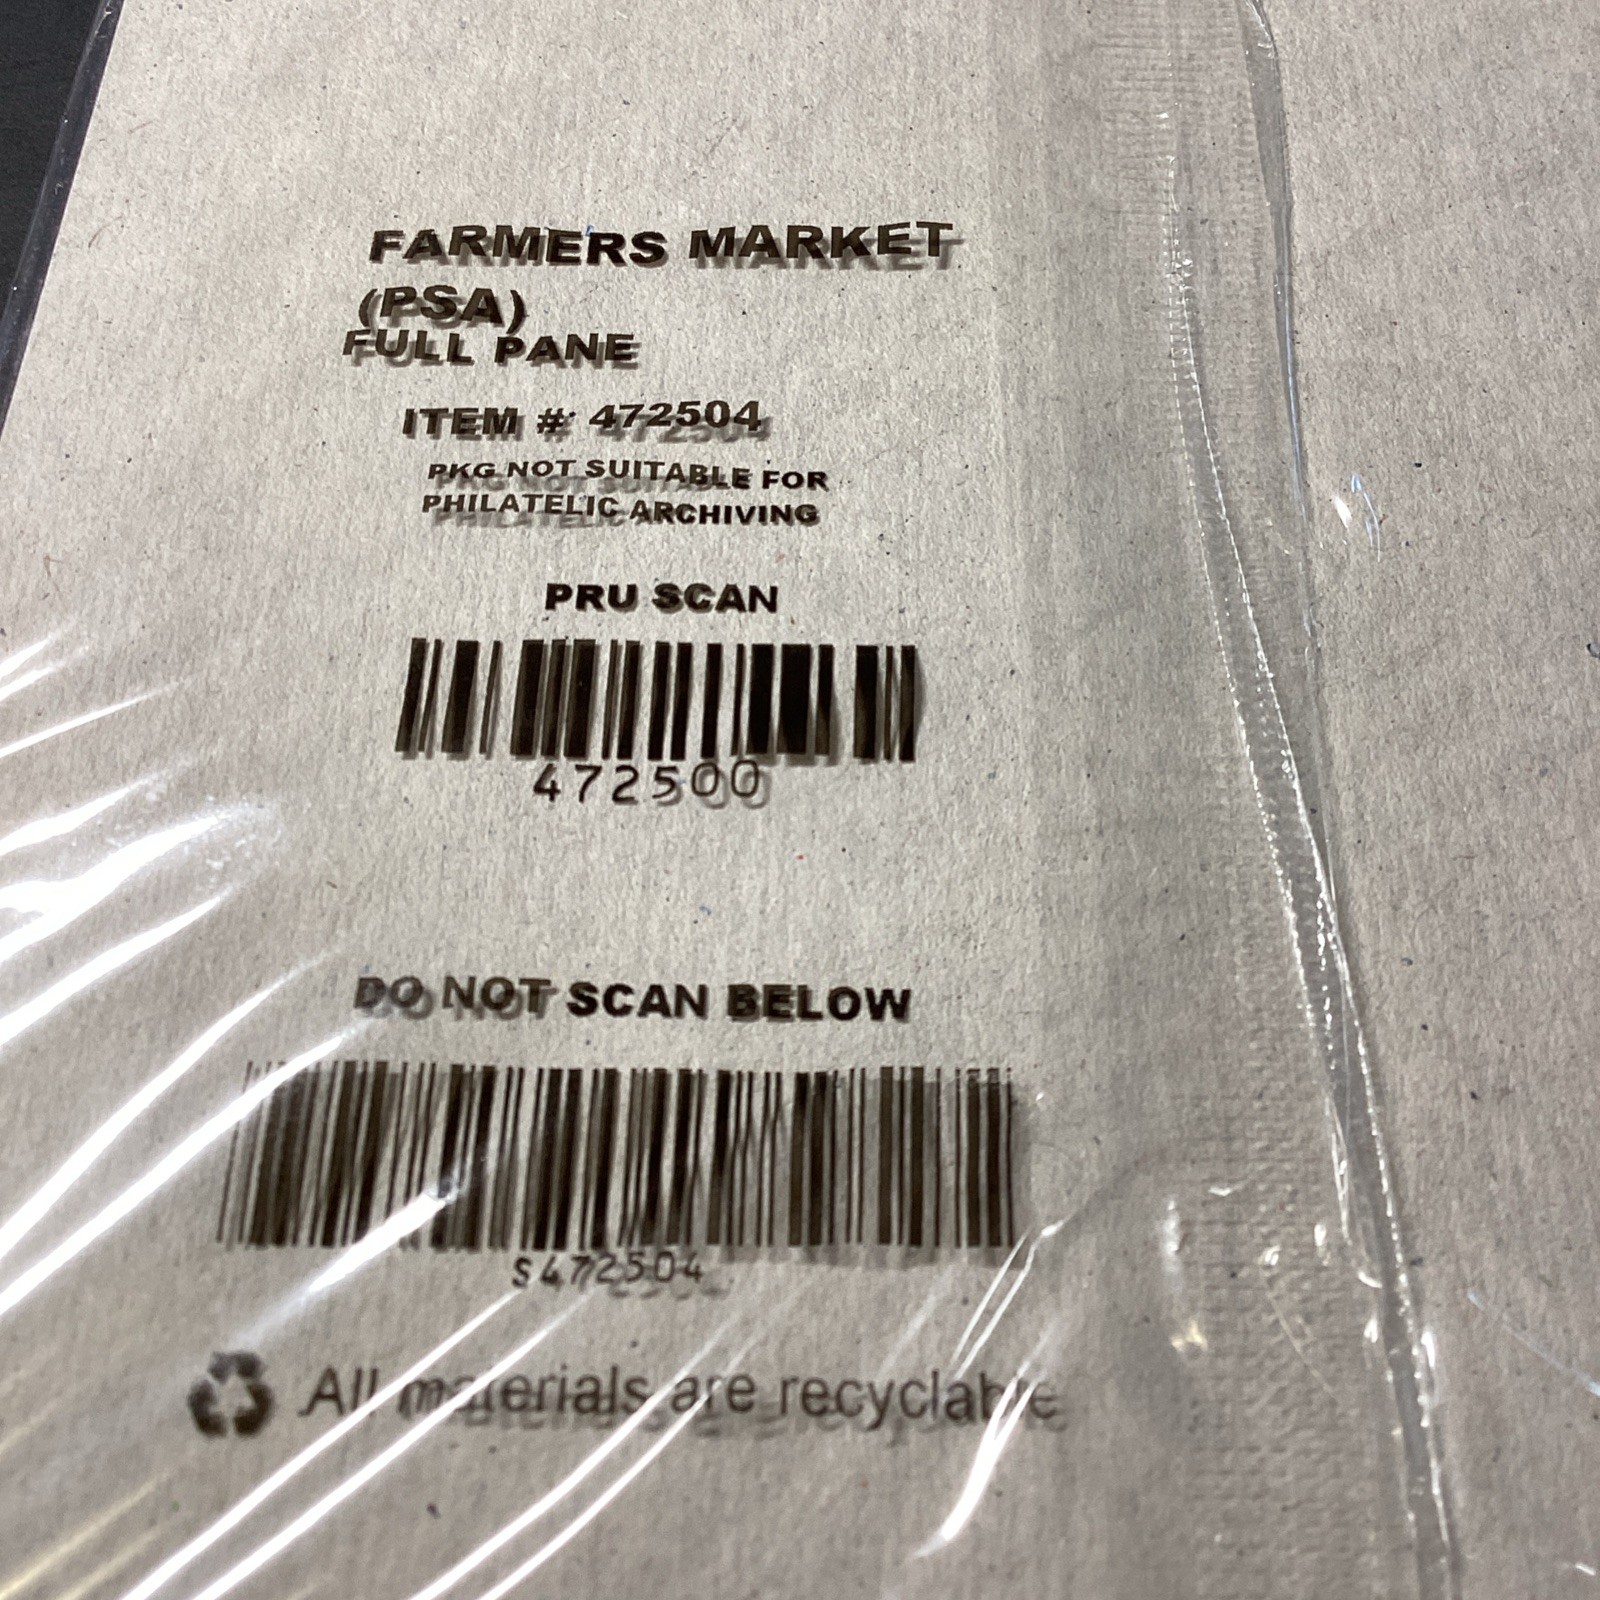 FARMERS MARKET
(PSA)
FULL PANE
ITEM # 472504
PKG NOT SUITABLE FOR
PHILATELIC ARCHIVING
PRU SCAN
472500
DO NOT SCAN BELOW
S472504
All materials are recyclable